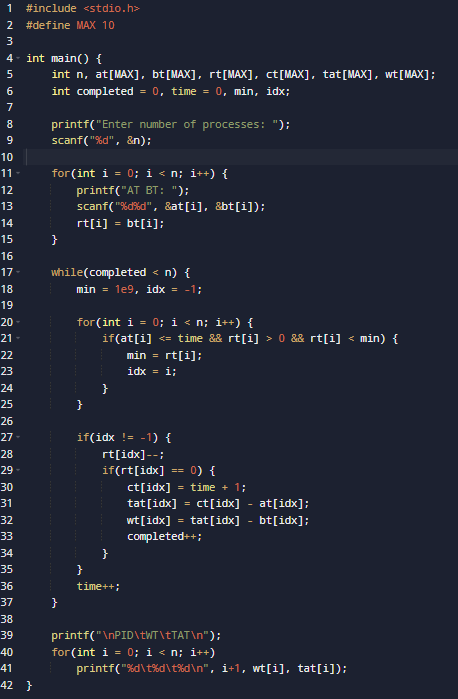 1 #include <stdio.h>
2 #define MAX 10
3
4 int main() {
5     int n, at[MAX], bt[MAX], rt[MAX], ct[MAX], tat[MAX], wt[MAX];
6     int completed = 0, time = 0, min, idx;
7
8     printf("Enter number of processes: ");
9     scanf("%d", &n);
10
11     for(int i = 0; i < n; i++) {
12         printf("AT BT: ");
13         scanf("%d%d", &at[i], &bt[i]);
14         rt[i] = bt[i];
15     }
16
17     while(completed < n) {
18         min = 1e9, idx = -1;
19
20         for(int i = 0; i < n; i++) {
21             if(at[i] <= time && rt[i] > 0 && rt[i] < min) {
22                 min = rt[i];
23                 idx = i;
24             }
25         }
26
27         if(idx != -1) {
28             rt[idx]--;
29             if(rt[idx] == 0) {
30                 ct[idx] = time + 1;
31                 tat[idx] = ct[idx] - at[idx];
32                 wt[idx] = tat[idx] - bt[idx];
33                 completed++;
34             }
35         }
36         time++;
37     }
38
39     printf("\nPID\tWT\tTAT\n");
40     for(int i = 0; i < n; i++)
41         printf("%d\t%d\t%d\n", i+1, wt[i], tat[i]);
42 }